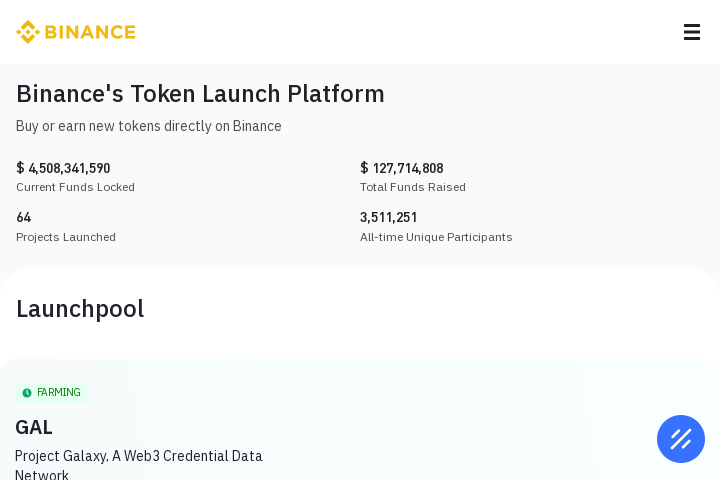 BINANCE
Binance's Token Launch Platform
Buy or earn new tokens directly on Binance
$ 4,508,341,590
Current Funds Locked
$ 127,714,808
Total Funds Raised
64
Projects Launched
3,511,251
All-time Unique Participants
Launchpool
FARMING
GAL
Project Galaxy, A Web3 Credential Data
Network